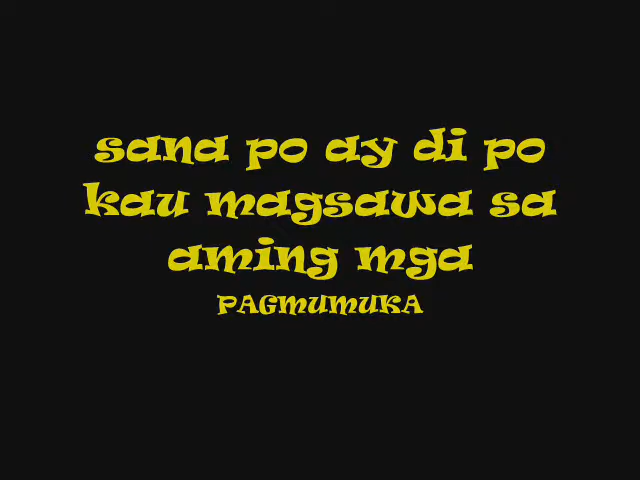 sana po ay di po
kau magsawa sa
aming mga
PAGMUMUKA